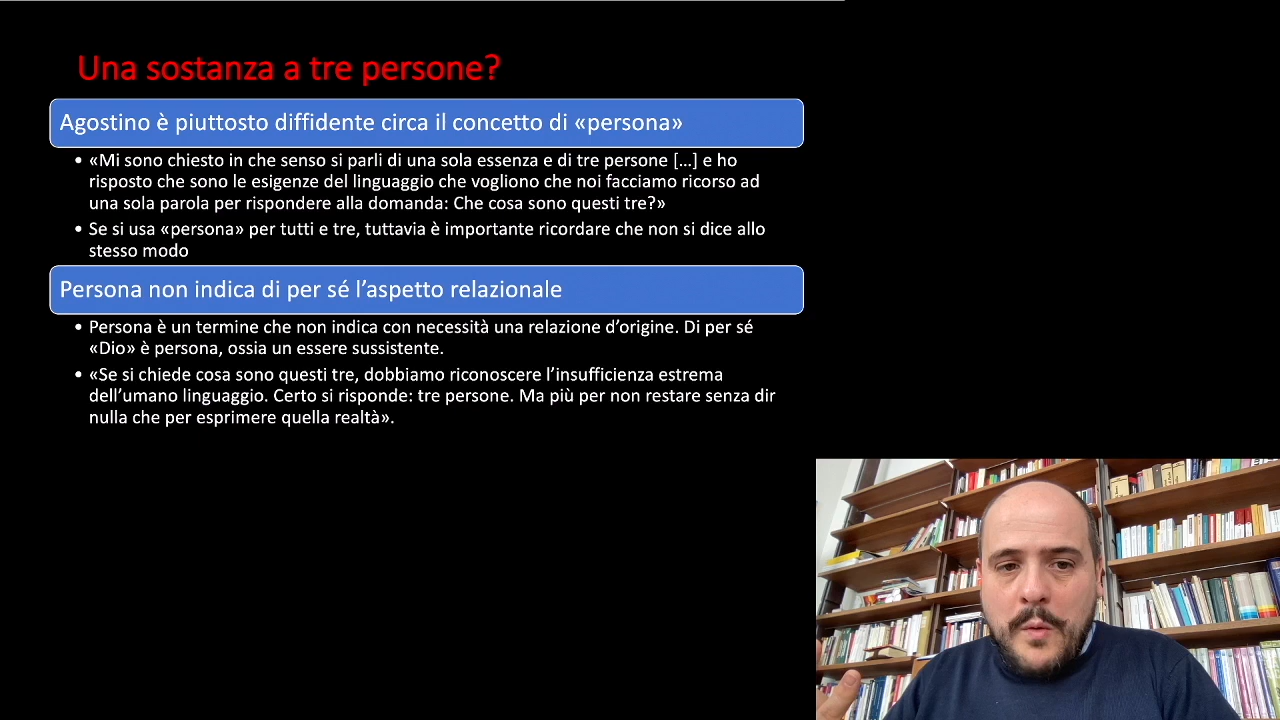 Una sostanza a tre persone?
Agostino è piuttosto diffidente circa il concetto di «persona»
• «Mi sono chiesto in che senso si parli di una sola essenza e di tre persone [...] e ho
risposto che sono le esigenze del linguaggio che vogliono che noi facciamo ricorso ad
una sola parola per rispondere alla domanda: Che cosa sono questi tre?»
• Se si usa «persona» per tutti e tre, tuttavia è importante ricordare che non si dice allo
stesso modo
Persona non indica di per sé l’aspetto relazionale
• Persona è un termine che non indica con necessità una relazione d’origine. Di per sé
«Dio» è persona, ossia un essere sussistente.
• «Se si chiede cosa sono questi tre, dobbiamo riconoscere l’insufficienza estrema
dell’umano linguaggio. Certo si risponde: tre persone. Ma più per non restare senza dir
nulla che per esprimere quella realtà».